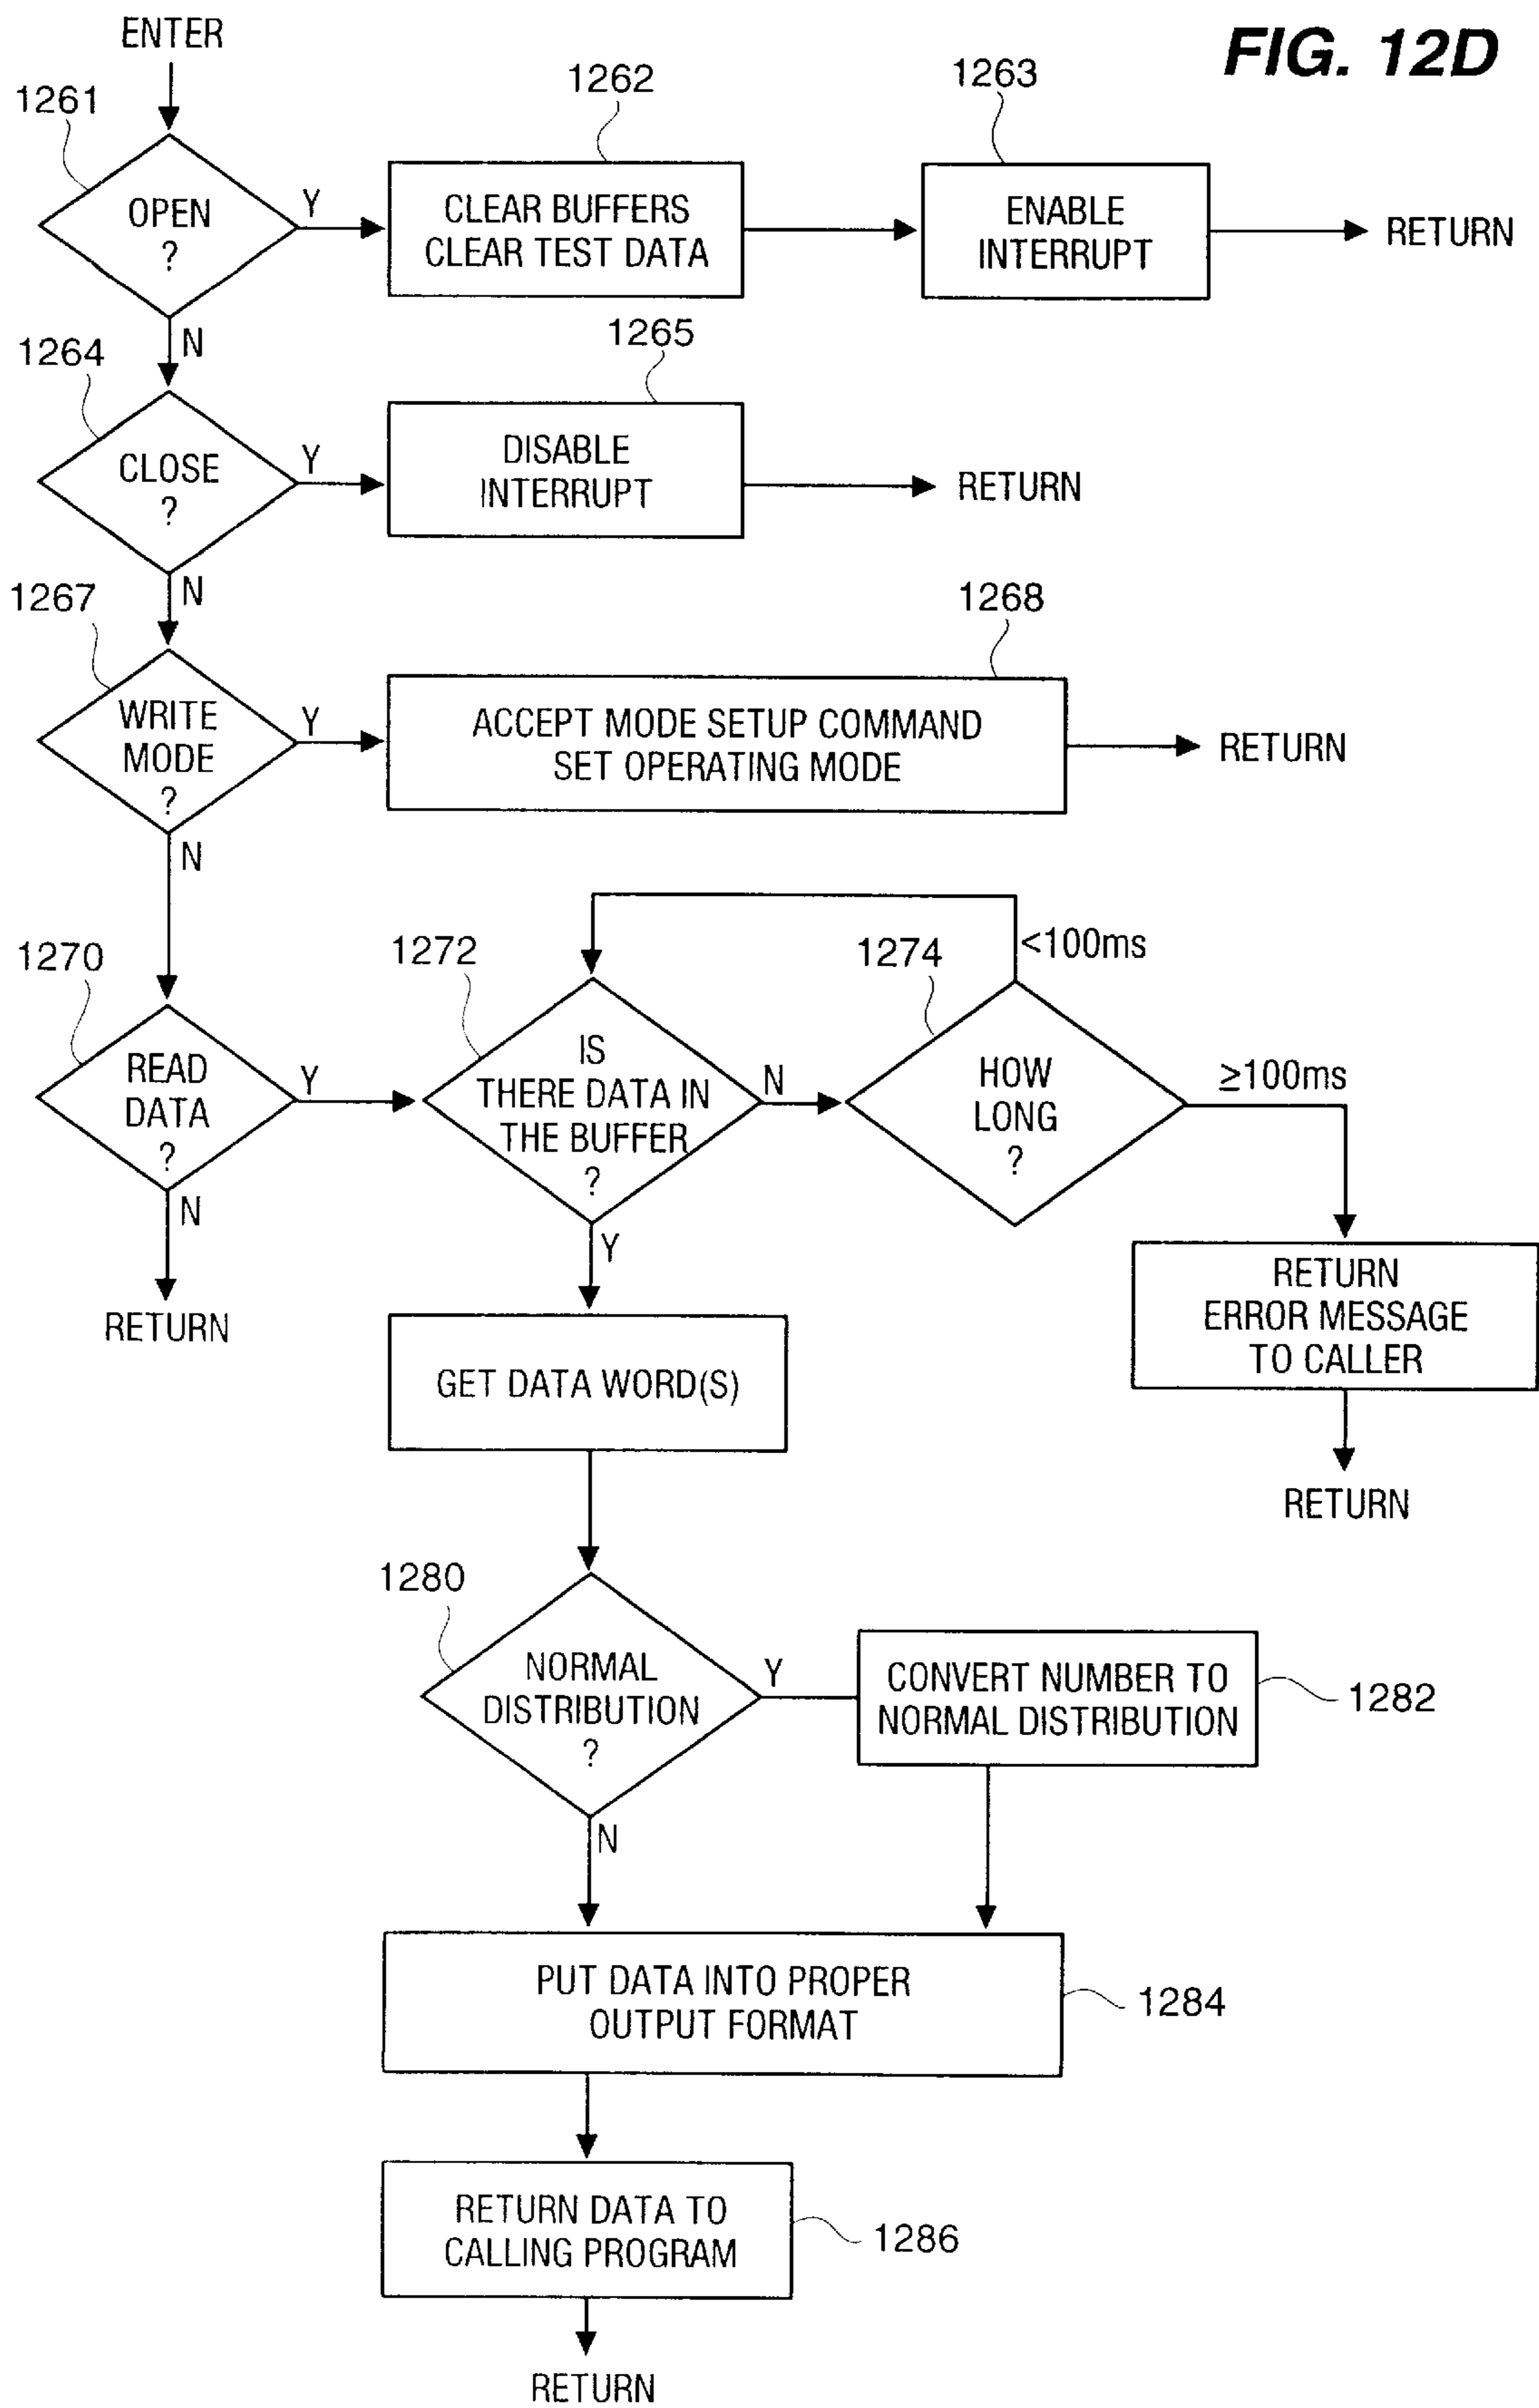 FIG. 12D
ENTER
1261
1262
1263
OPEN
?
Y
CLEAR BUFFERS
CLEAR TEST DATA
ENABLE
INTERRUPT
RETURN
N
1264
1265
CLOSE
?
Y
DISABLE
INTERRUPT
RETURN
N
1267
1268
WRITE
MODE
?
Y
ACCEPT MODE SETUP COMMAND
SET OPERATING MODE
RETURN
N
1270
1272
1274
<100ms
READ
DATA
?
Y
IS
THERE DATA IN
THE BUFFER
?
N
HOW
LONG
?
≥100ms
N
RETURN
Y
RETURN
ERROR MESSAGE
TO CALLER
RETURN
GET DATA WORD(S)
1280
NORMAL
DISTRIBUTION
?
Y
CONVERT NUMBER TO
NORMAL DISTRIBUTION
1282
N
PUT DATA INTO PROPER
OUTPUT FORMAT
1284
RETURN DATA TO
CALLING PROGRAM
1286
RETURN